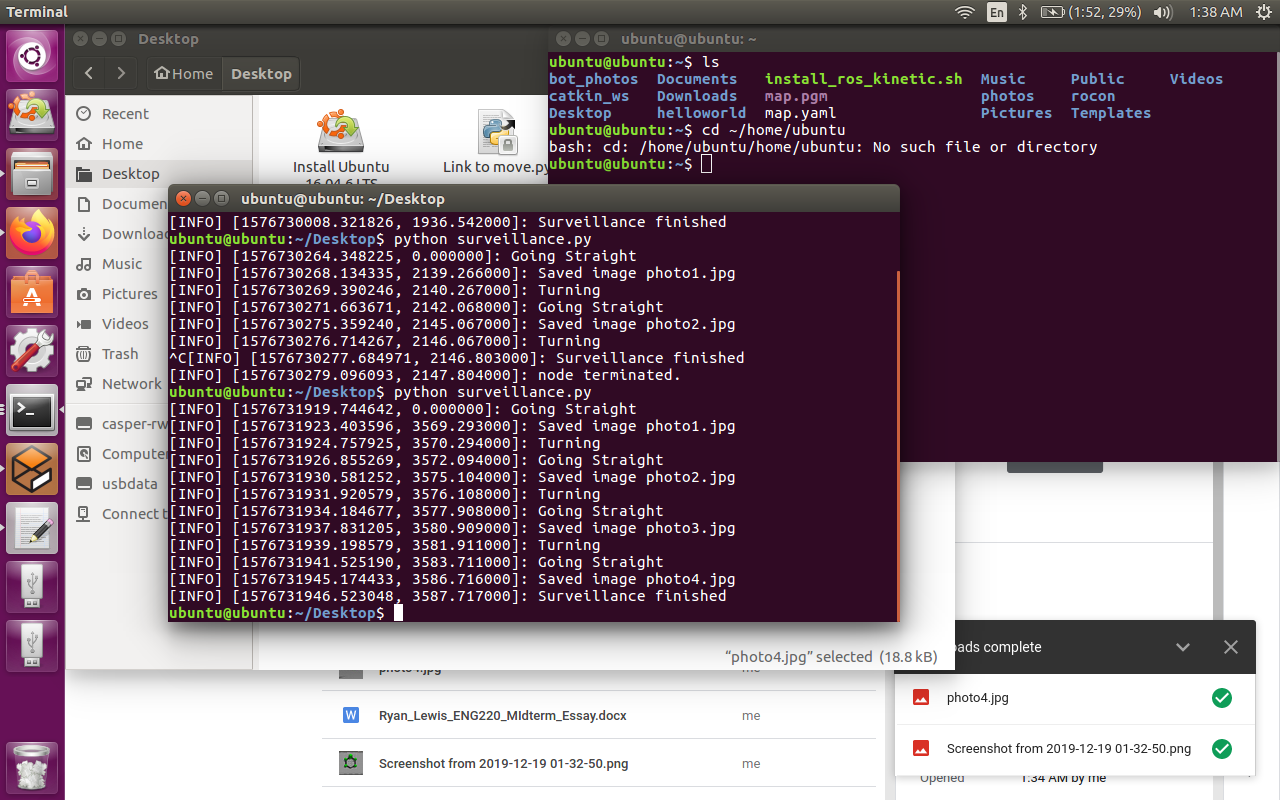 Terminal
En
(1:52, 29%)
1:38 AM
Desktop
Home
Desktop
Recent
Home
Desktop
Documen
Downloa
Music
Pictures
Videos
Trash
Network
casper-rw
Computer
usbdata
Connect t
Install Ubuntu
16.04.6 LTS
Link to move.py
ubuntu@ubuntu: ~
ubuntu@ubuntu:~$ ls
bot_photos Documents install_ros_kinetic.sh Music Public Videos
catkin_ws Downloads map.pgm photos rocon
Desktop helloworld map.yaml Pictures Templates
ubuntu@ubuntu:~$ cd ~/home/ubuntu
bash: cd: /home/ubuntu/home/ubuntu: No such file or directory
ubuntu@ubuntu:~$
ubuntu@ubuntu: ~/Desktop
[INFO] [1576730008.321826, 1936.542000]: Surveillance finished
ubuntu@ubuntu:~/Desktop$ python surveillance.py
[INFO] [1576730264.348225, 0.000000]: Going Straight
[INFO] [1576730268.134335, 2139.266000]: Saved image photo1.jpg
[INFO] [1576730269.390246, 2140.267000]: Turning
[INFO] [1576730271.663671, 2142.068000]: Going Straight
[INFO] [1576730275.359240, 2145.067000]: Saved image photo2.jpg
[INFO] [1576730276.714267, 2146.067000]: Turning
^C[INFO] [1576730277.684971, 2146.803000]: Surveillance finished
[INFO] [1576730279.096093, 2147.804000]: node terminated.
ubuntu@ubuntu:~/Desktop$ python surveillance.py
[INFO] [1576731919.744642, 0.000000]: Going Straight
[INFO] [1576731923.403596, 3569.293000]: Saved image photo1.jpg
[INFO] [1576731924.757925, 3570.294000]: Turning
[INFO] [1576731926.855269, 3572.094000]: Going Straight
[INFO] [1576731930.581252, 3575.104000]: Saved image photo2.jpg
[INFO] [1576731931.920579, 3576.108000]: Turning
[INFO] [1576731934.184677, 3577.908000]: Going Straight
[INFO] [1576731937.831205, 3580.909000]: Saved image photo3.jpg
[INFO] [1576731939.198579, 3581.911000]: Turning
[INFO] [1576731941.525190, 3583.711000]: Going Straight
[INFO] [1576731945.174433, 3586.716000]: Saved image photo4.jpg
[INFO] [1576731946.523048, 3587.717000]: Surveillance finished
ubuntu@ubuntu:~/Desktop$
"photo4.jpg" selected (18.8 kB)
photo4.jpg me
Ryan_Lewis_ENG220_MIdterm_Essay.docx me
Screenshot from 2019-12-19 01-32-50.png me
oads complete
photo4.jpg
Screenshot from 2019-12-19 01-32-50.png
Opened 1:34 AM by me